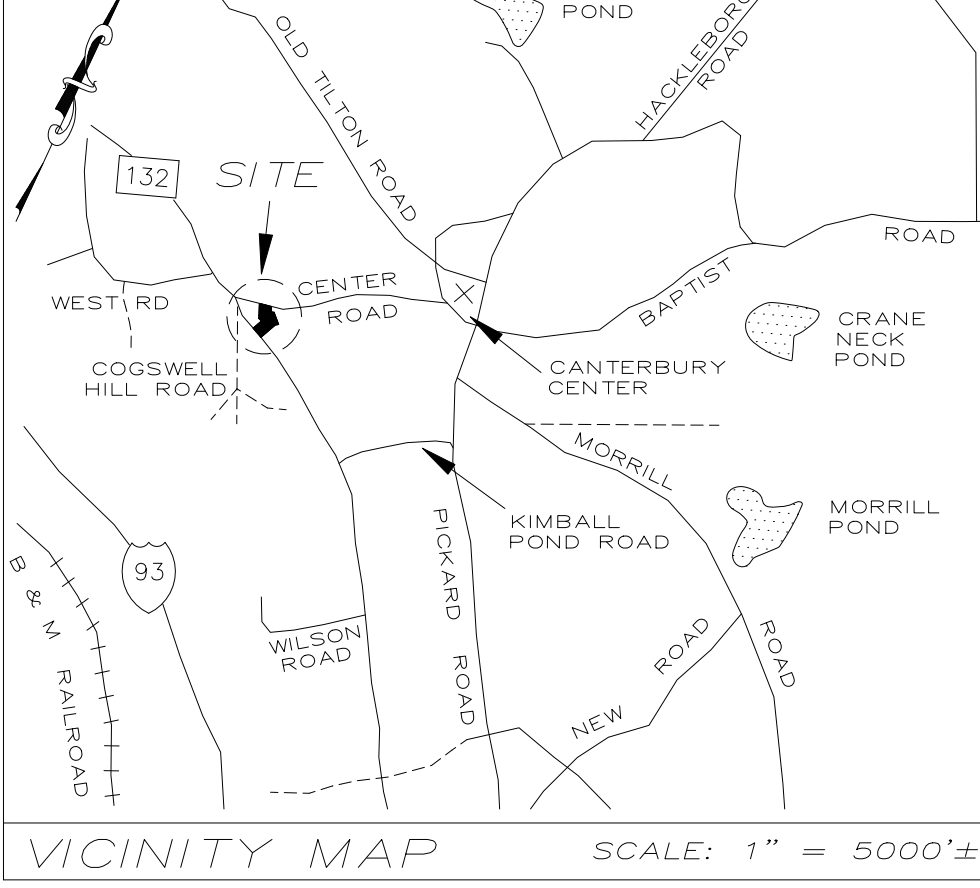 POND
HACKLEBORO
ROAD
OLD TILTON ROAD
132
SITE
ROAD
CENTER
ROAD
WEST RD
BAPTIST
CRANE
NECK
POND
COGSWELL
HILL ROAD
CANTERBURY
CENTER
MORRILL
MORRILL
POND
KIMBALL
POND ROAD
PICKARD ROAD
93
B & M RAILROAD
WILSON
ROAD
ROAD
NEW
ROAD
VICINITY MAP
SCALE: 1" = 5000'±